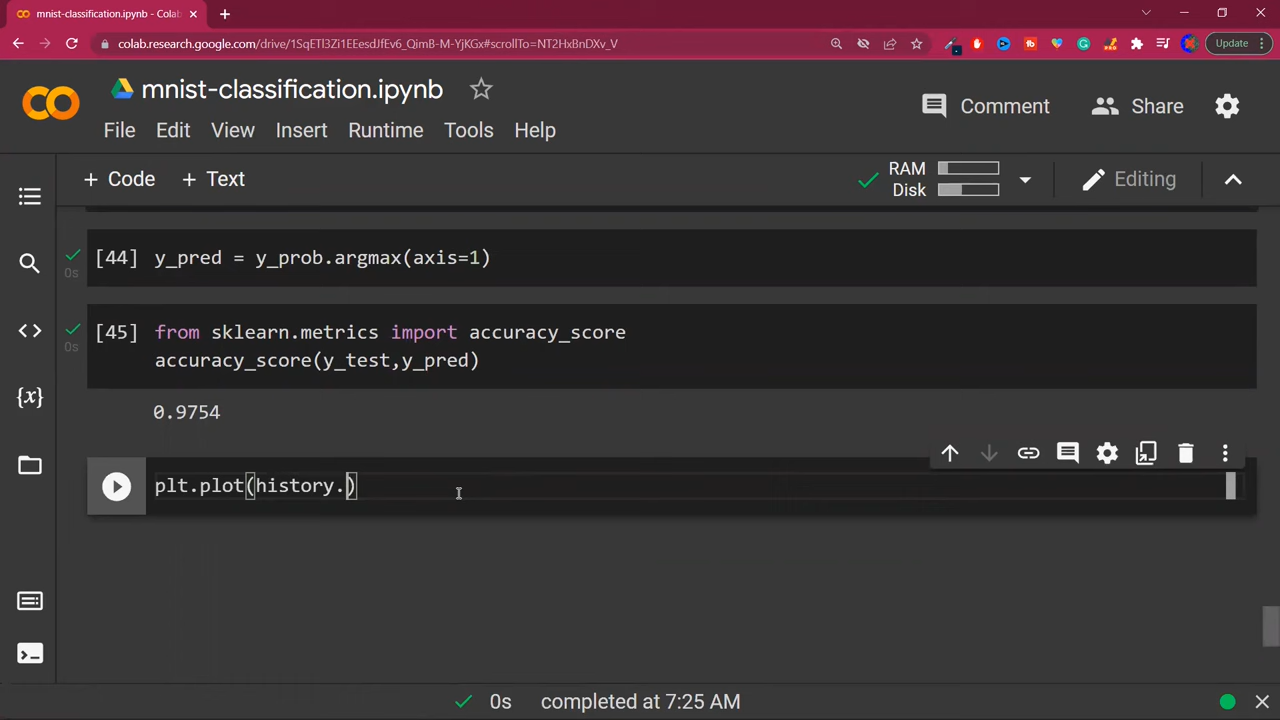 mnist-classification.ipynb - Colab
colab.research.google.com/drive/1SqETl3Zi1EEesdJfEv6_QimB-M-YjKGx#scrollTo=NT2HxBnDXv_V
Update
mnist-classification.ipynb
Comment
Share
File Edit View Insert Runtime Tools Help
+ Code + Text
RAM
Disk
Editing
[44] y_pred = y_prob.argmax(axis=1)
0s
[45] from sklearn.metrics import accuracy_score
0s
accuracy_score(y_test,y_pred)
0.9754
plt.plot(history.)
{x}
0s completed at 7:25 AM